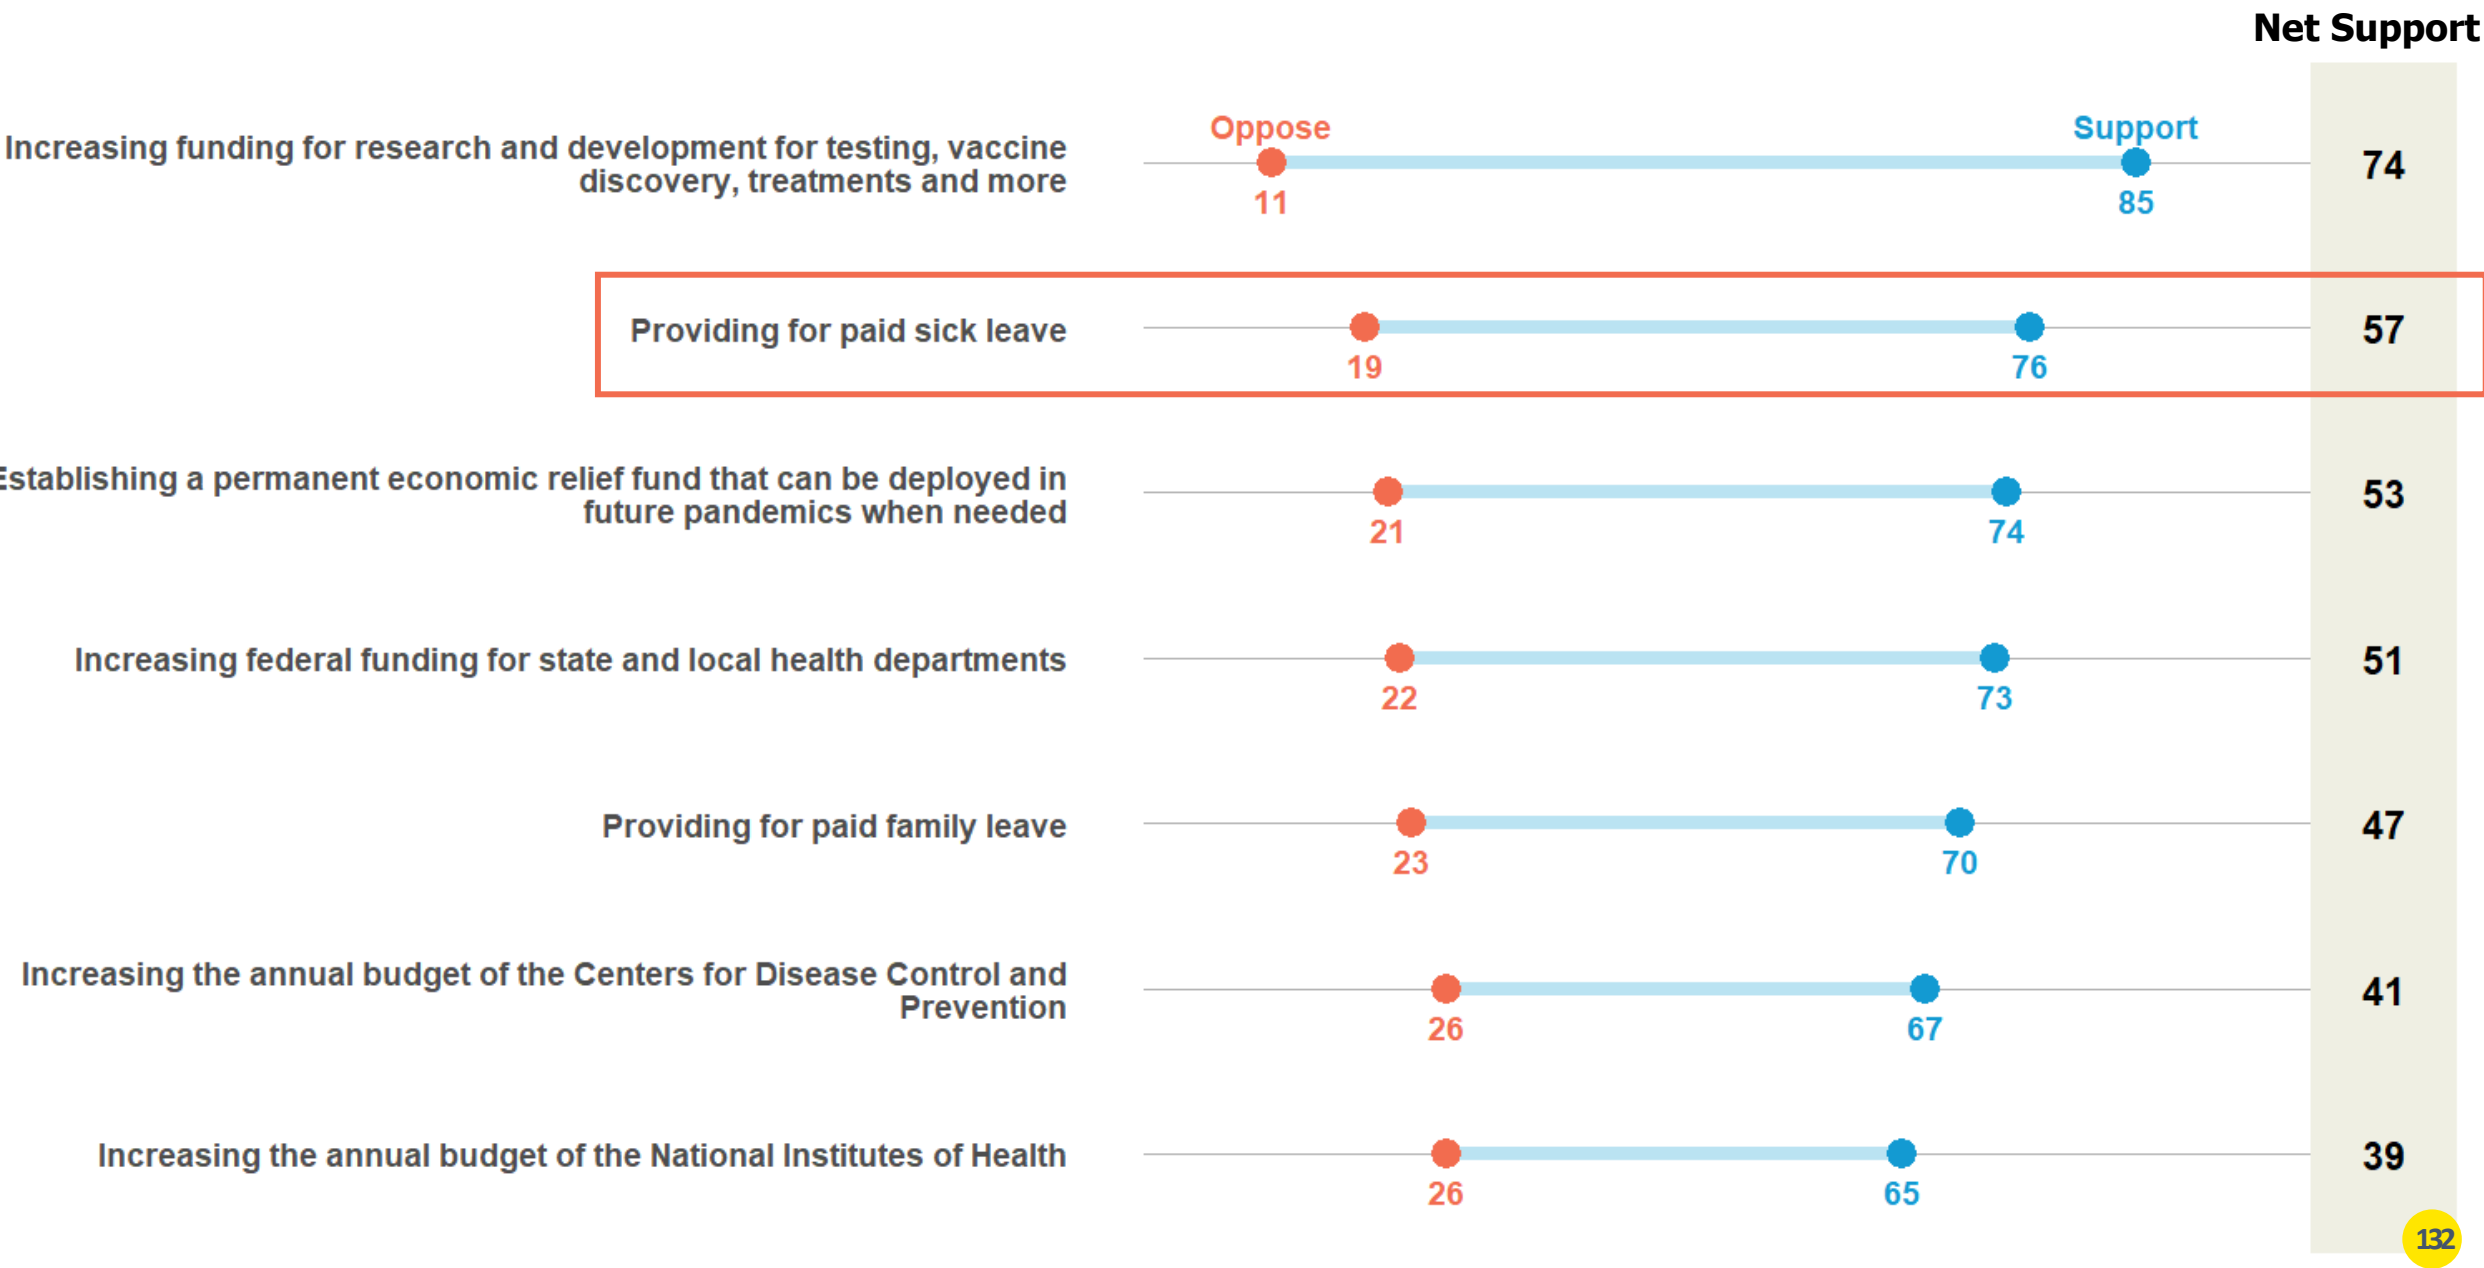 Net Support
Oppose
Support
Increasing funding for research and development for testing, vaccine
discovery, treatments and more
74
11
85
Providing for paid sick leave
57
19
76
Establishing a permanent economic relief fund that can be deployed in
future pandemics when needed
53
21
74
Increasing federal funding for state and local health departments
51
22
73
Providing for paid family leave
47
23
70
Increasing the annual budget of the Centers for Disease Control and
Prevention
41
26
67
Increasing the annual budget of the National Institutes of Health
39
26
65
132